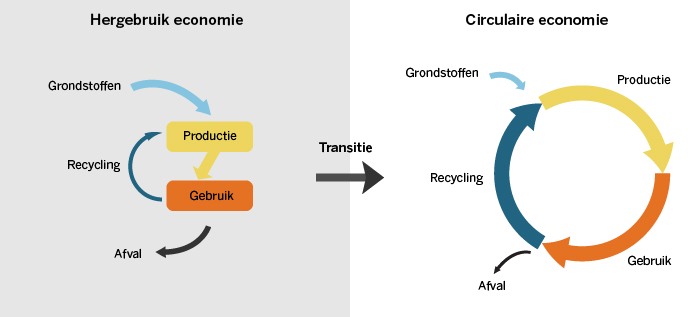 Hergebruik economie
Grondstoffen
Productie
Recycling
Gebruik
Afval
Transitie
Circulaire economie
Grondstoffen
Productie
Recycling
Gebruik
Afval